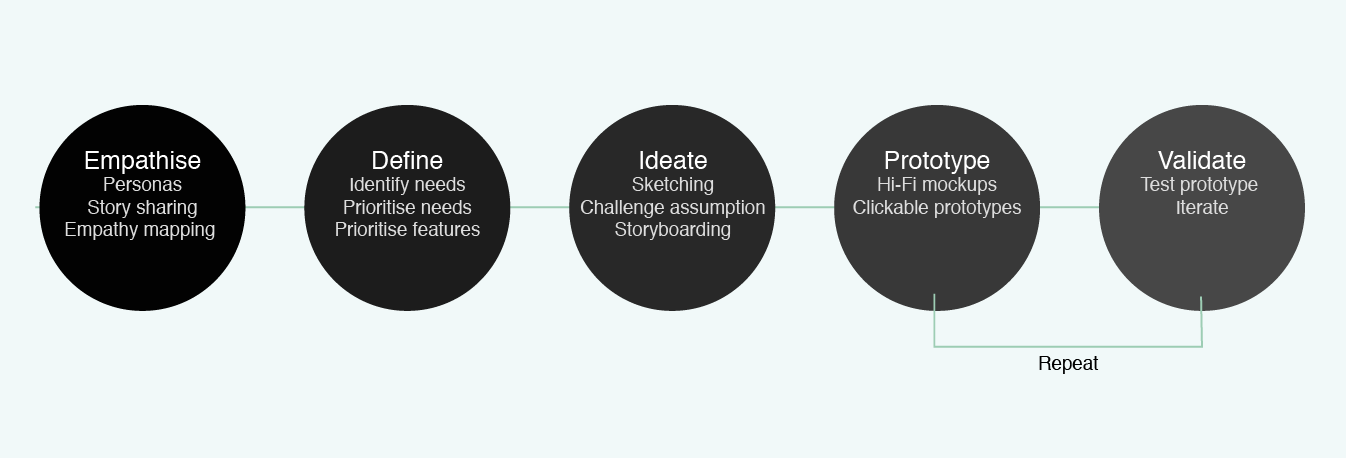 Empathise
Personas
Story sharing
Empathy mapping
Define
Identify needs
Prioritise needs
Prioritise features
Ideate
Sketching
Challenge assumption
Storyboarding
Prototype
Hi-Fi mockups
Clickable prototypes
Validate
Test prototype
Iterate
Repeat